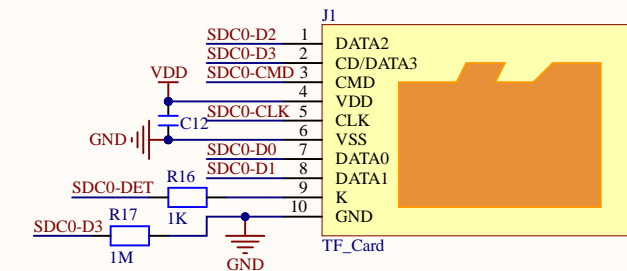 J1
SDC0-D2 1 DATA2
SDC0-D3 2 CD/DATA3
VDD SDC0-CMD 3 CMD
4 VDD
C12 SDC0-CLK 5 CLK
GND 6 VSS
SDC0-D0 7 DATA0
SDC0-D1 8 DATA1
R16
SDC0-DET 1K 9 K
R17 10 GND
SDC0-D3 1M
TF_Card
GND